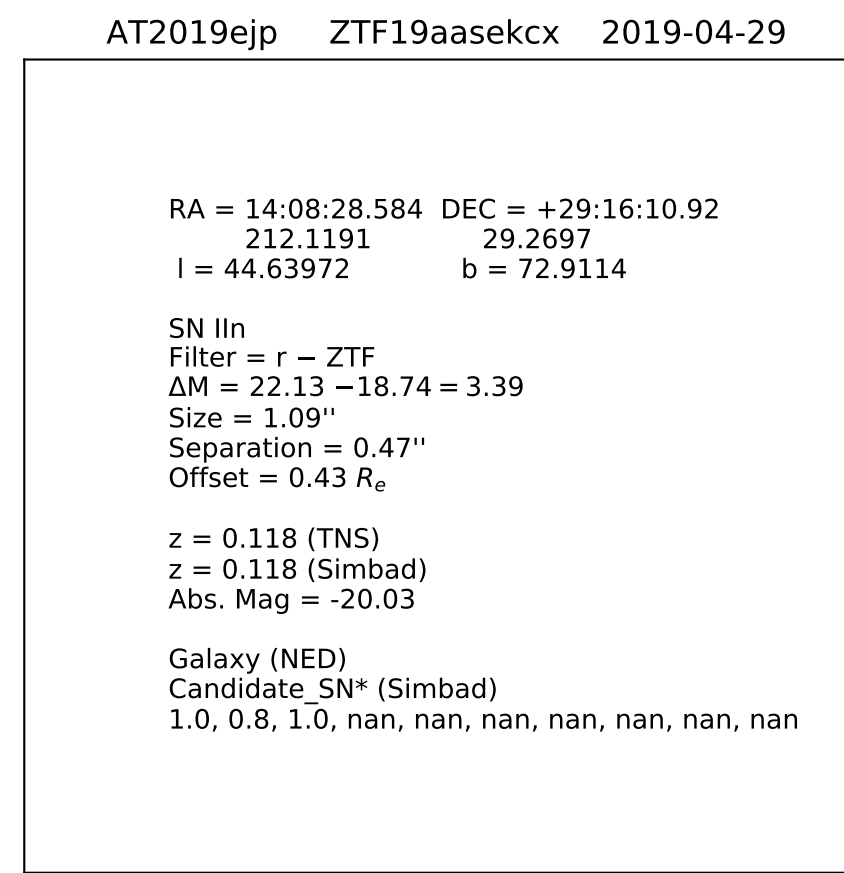 AT2019ejp ZTF19aasekcx 2019-04-29
RA = 14:08:28.584 DEC = +29:16:10.92
212.1191 29.2697
l = 44.63972 b = 72.9114
SN IIn
Filter = r − ZTF
ΔM = 22.13 −18.74 = 3.39
Size = 1.09''
Separation = 0.47''
Offset = 0.43 Rₑ
z = 0.118 (TNS)
z = 0.118 (Simbad)
Abs. Mag = -20.03
Galaxy (NED)
Candidate_SN* (Simbad)
1.0, 0.8, 1.0, nan, nan, nan, nan, nan, nan, nan